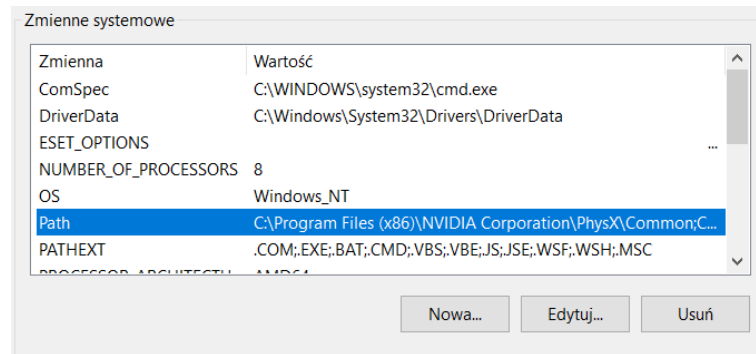 Zmienne systemowe
Zmienna Wartość
ComSpec C:\WINDOWS\system32\cmd.exe
DriverData C:\Windows\System32\Drivers\DriverData
ESET_OPTIONS ...
NUMBER_OF_PROCESSORS 8
OS Windows_NT
Path C:\Program Files (x86)\NVIDIA Corporation\PhysX\Common;C...
PATHEXT .COM;.EXE;.BAT;.CMD;.VBS;.VBE;.JS;.JSE;.WSF;.WSH;.MSC
PROCESSOR_ARCHITECTU... AMD64
Nowa... Edytuj... Usuń